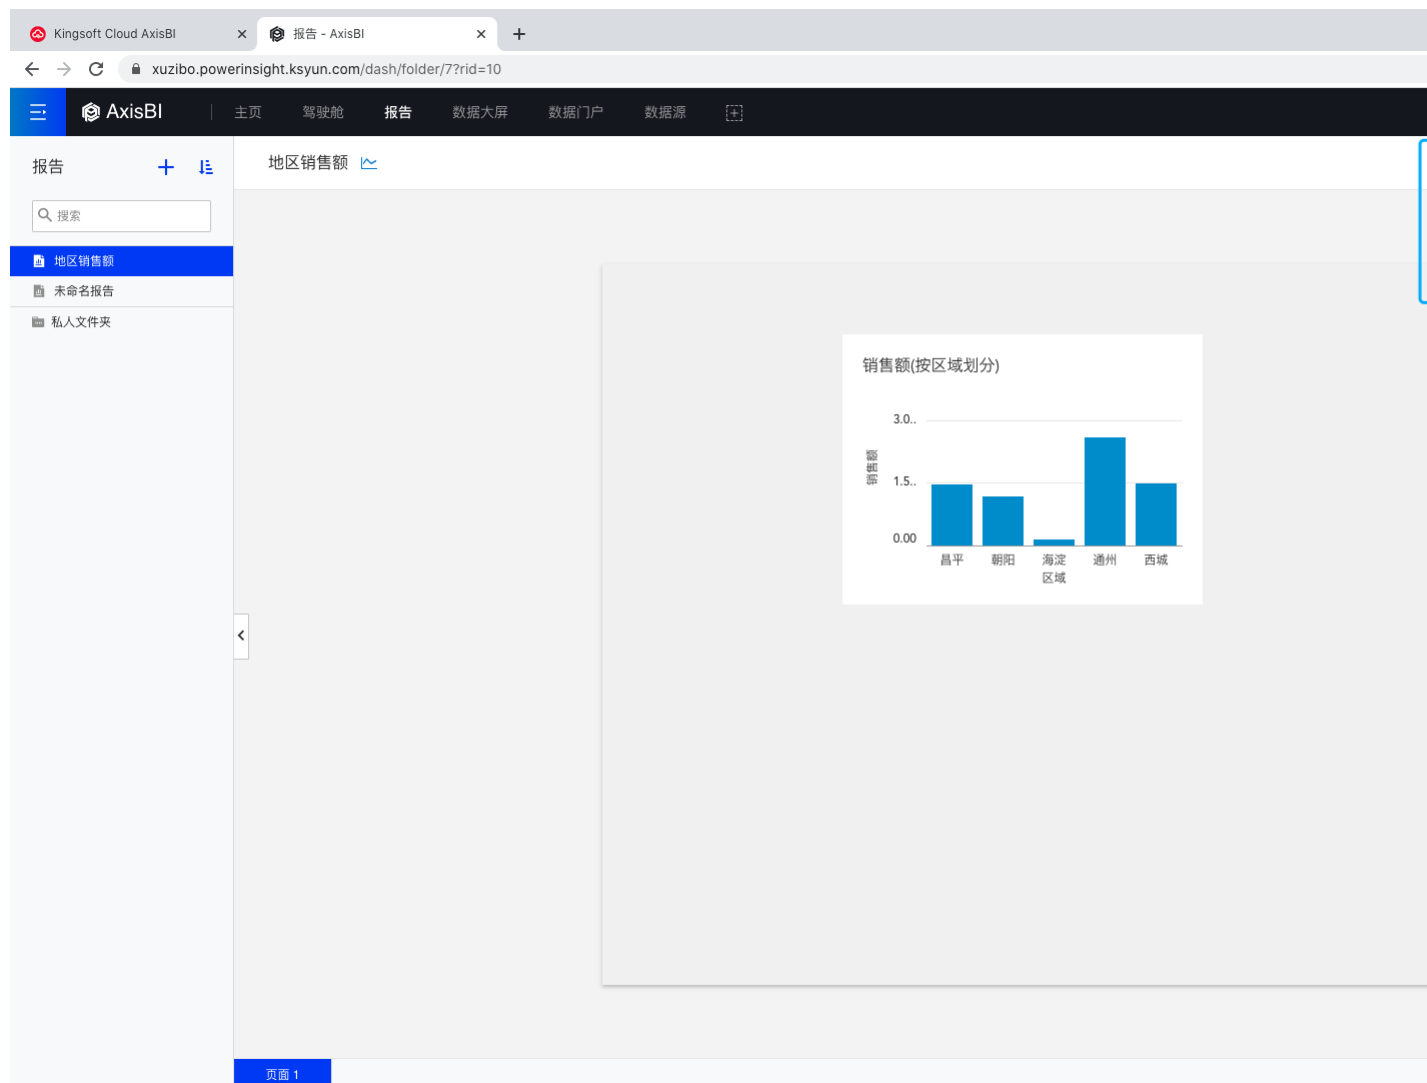 Kingsoft Cloud AxisBI
报告 - AxisBI
xuzibo.powerinsight.ksyun.com/dash/folder/7?rid=10
AxisBI 主页 驾驶舱 报告 数据大屏 数据门户 数据源
报告
搜索
地区销售额
未命名报告
私人文件夹
地区销售额
销售额(按区域划分)
销售额
3.0..
1.5..
0.00
昌平 朝阳 海淀 通州 西城
区域
页面 1